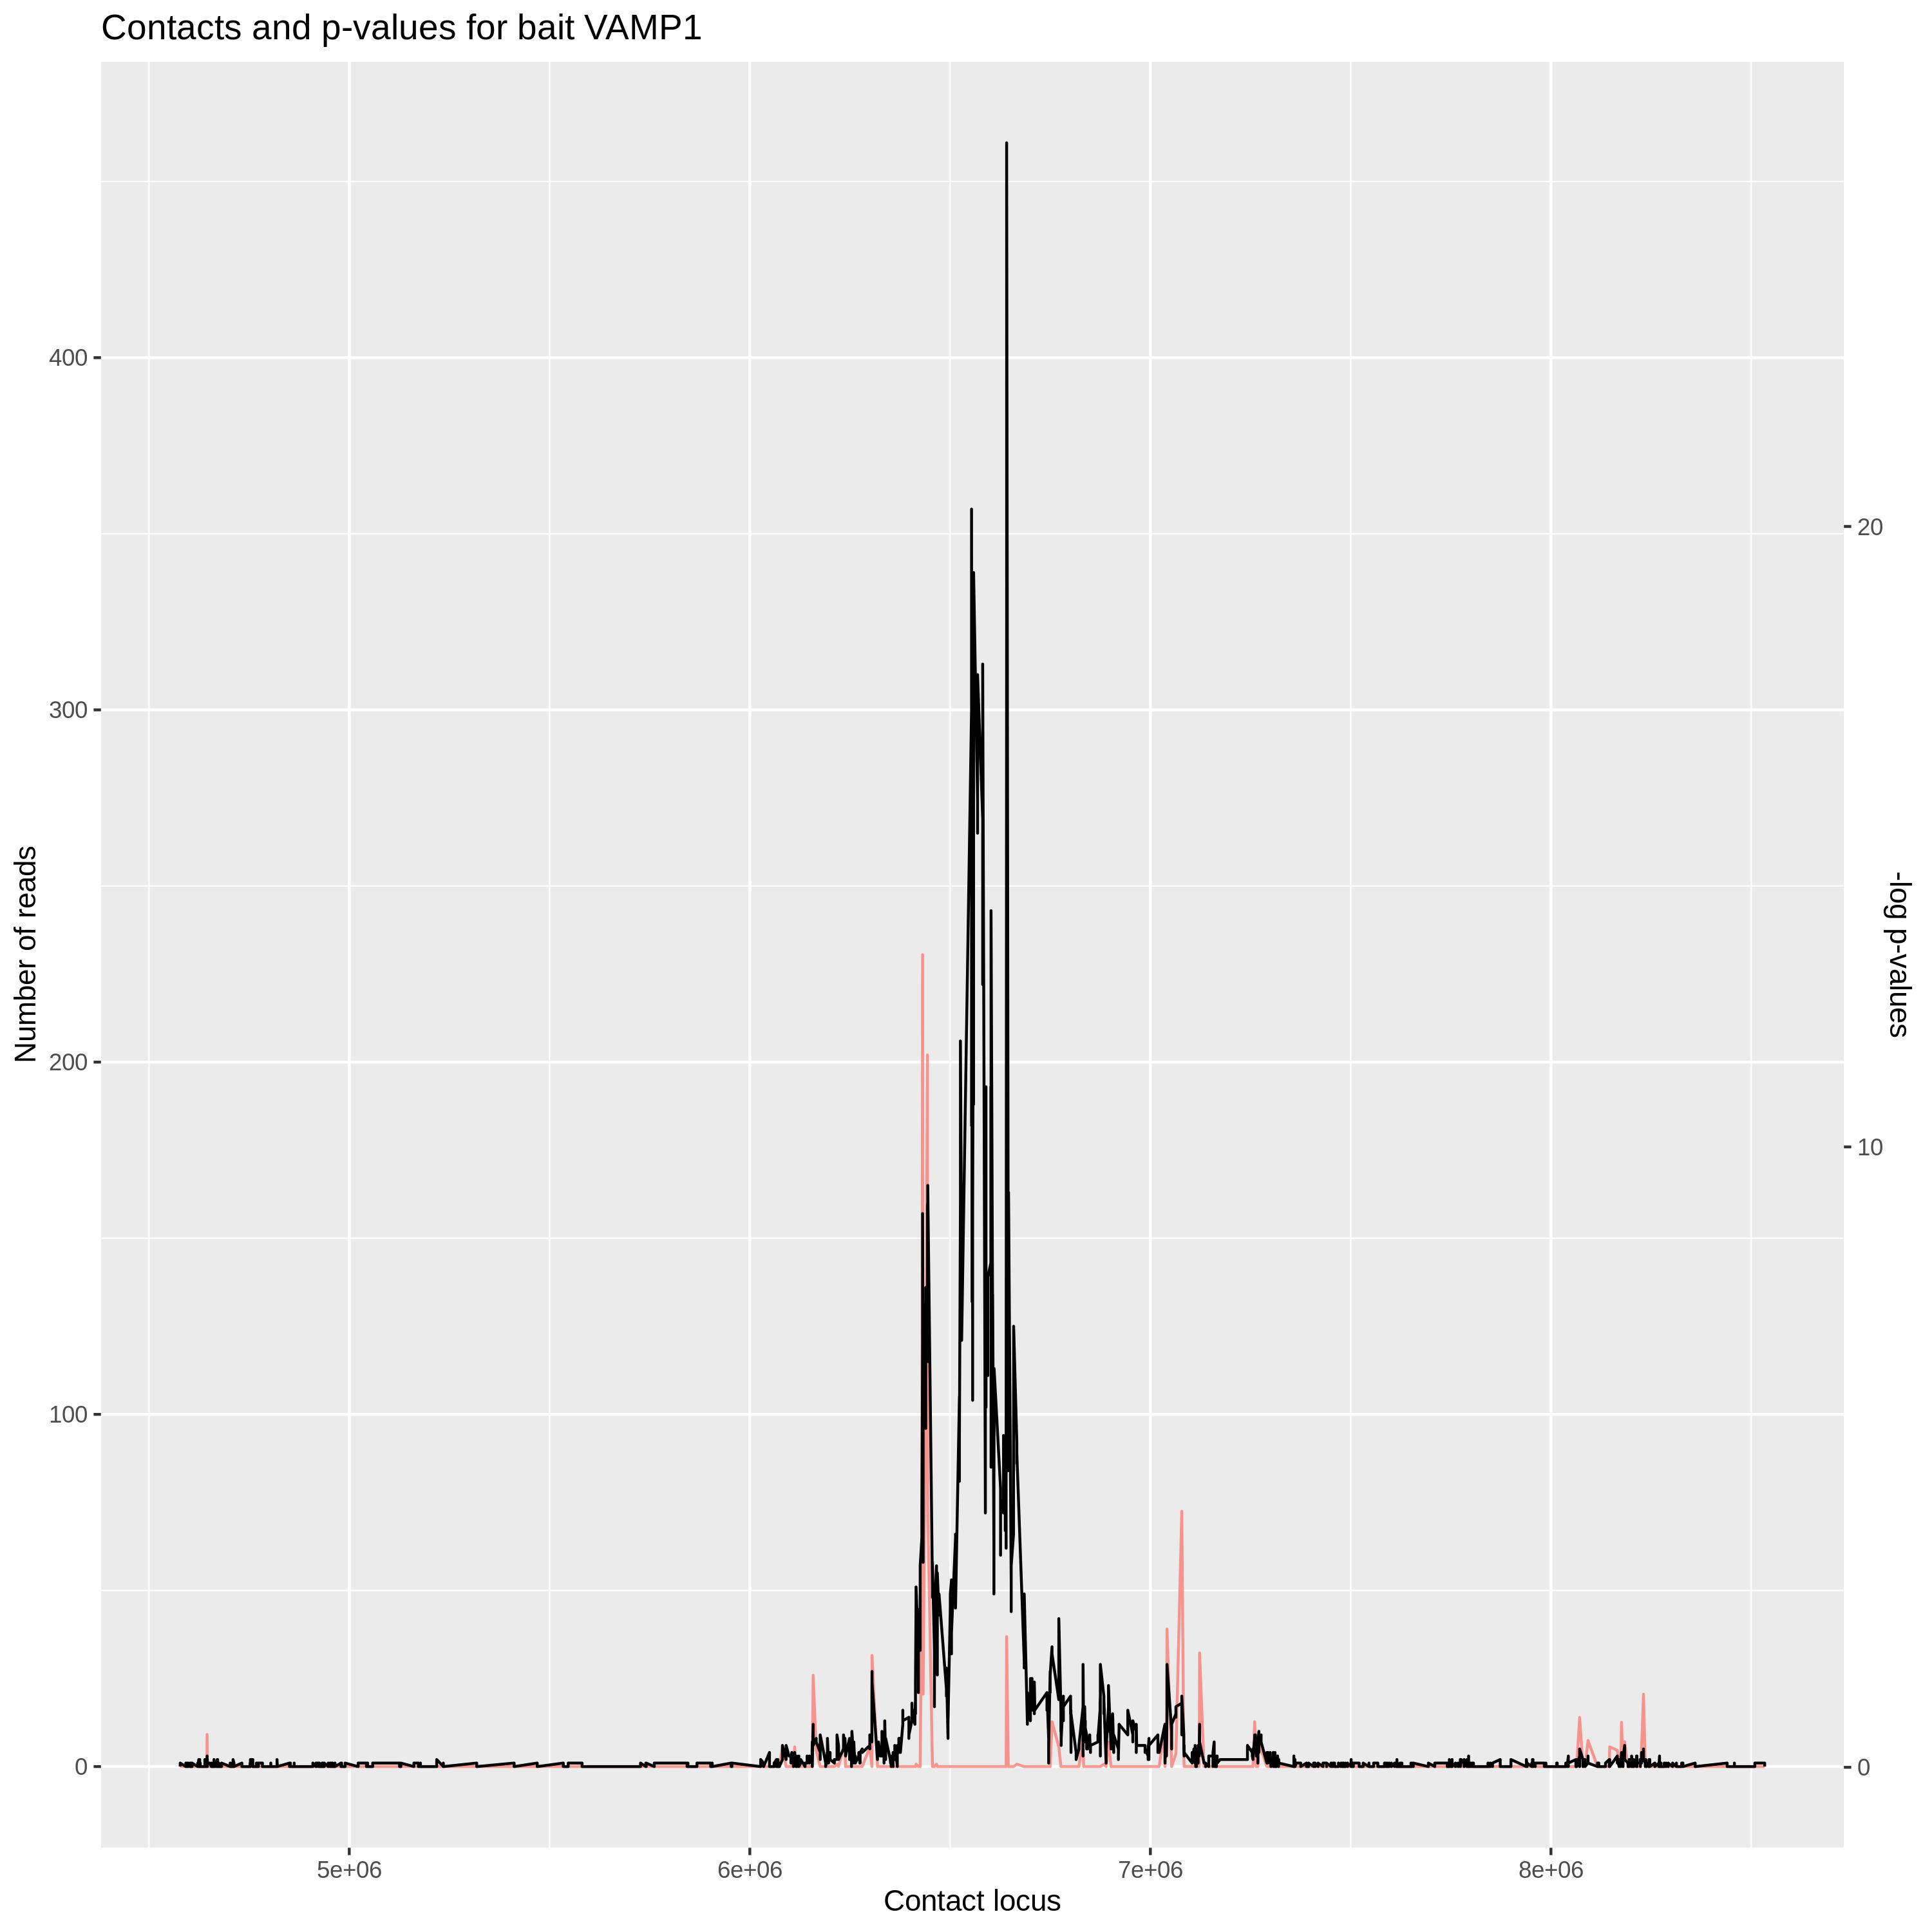 Contacts and p-values for bait VAMP1
Number of reads
400
300
200
100
0
20
10
0
-log p-values
5e+06
6e+06
7e+06
8e+06
Contact locus